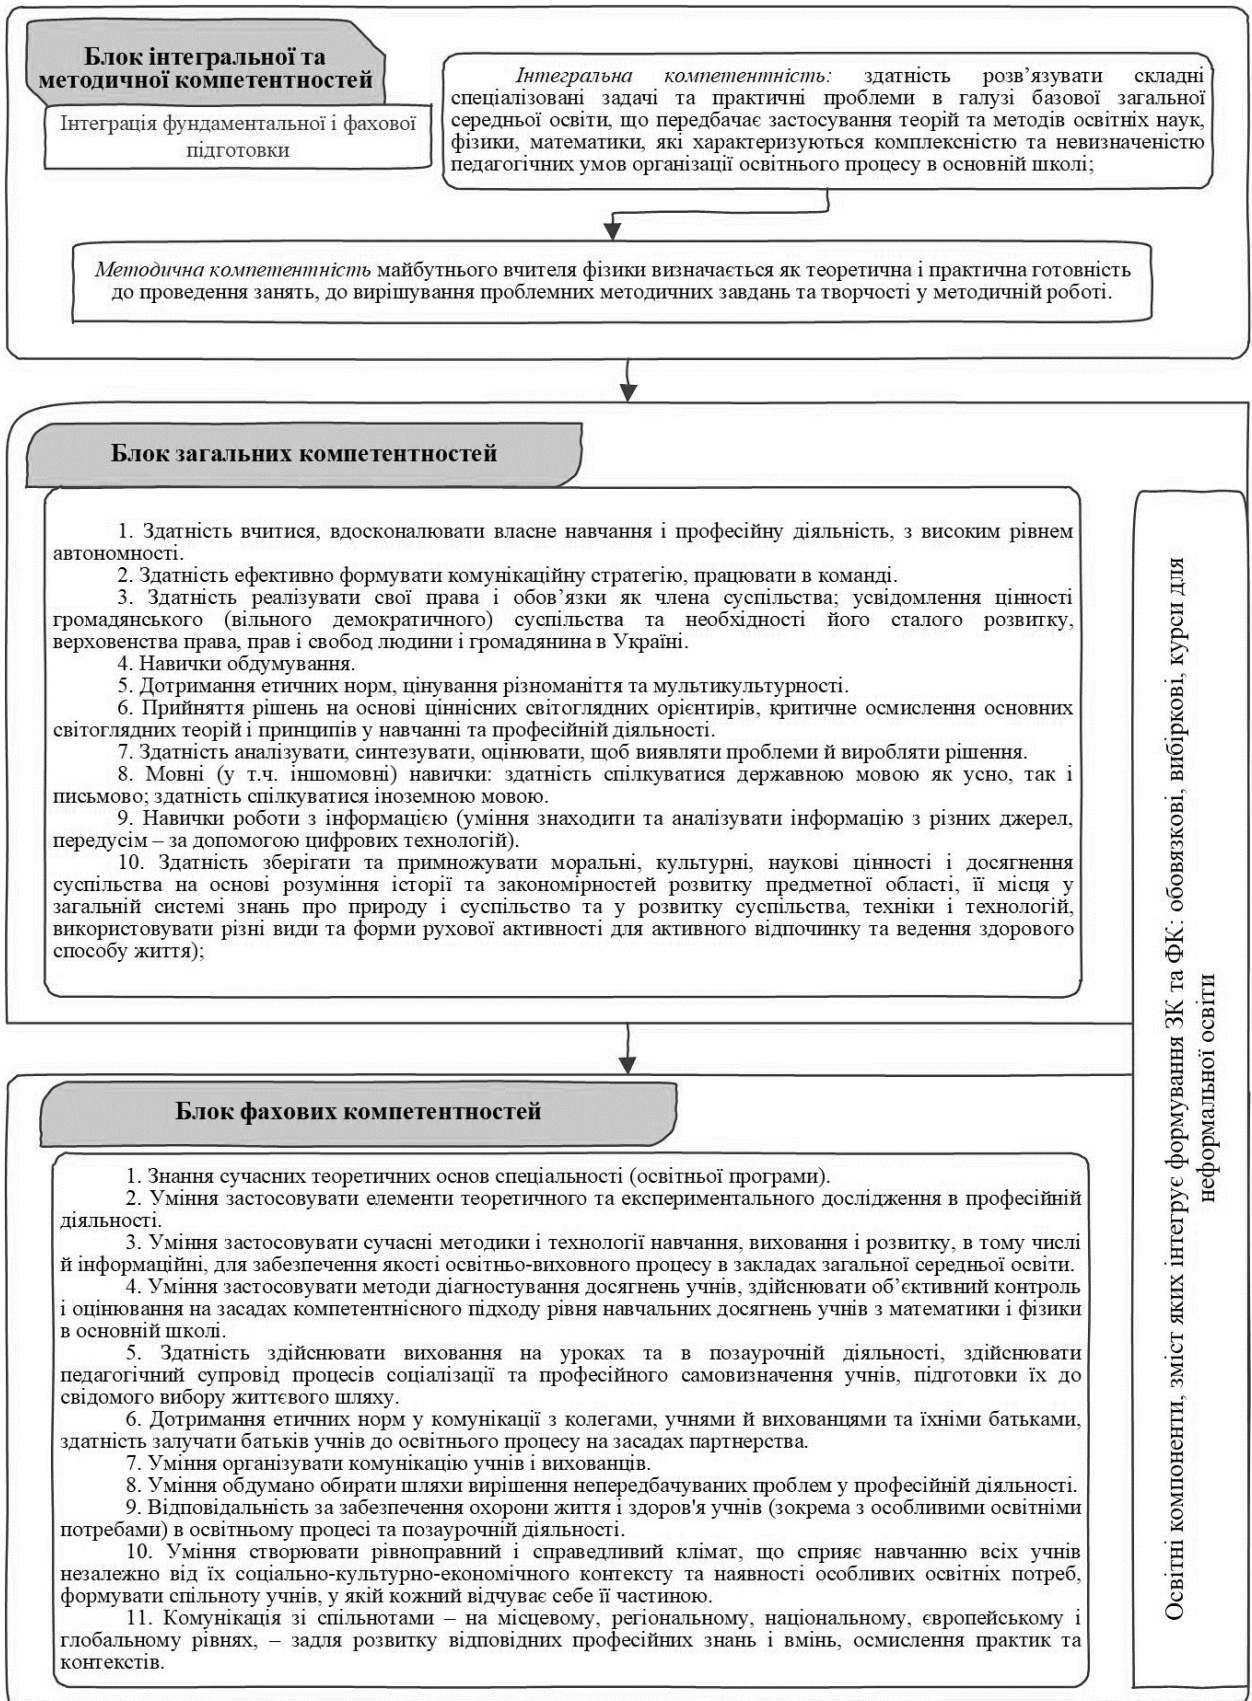 Блок інтегральної та
методичної компетентностей
Інтеграція фундаментальної і фахової
підготовки
Інтегральна компетентність: здатність розв’язувати складні
спеціалізовані задачі та практичні проблеми в галузі базової загальної
середньої освіти, що передбачає застосування теорій та методів освітніх наук,
фізики, математики, які характеризуються комплексністю та невизначеністю
педагогічних умов організації освітнього процесу в основній школі;
Методична компетентність майбутнього вчителя фізики визначається як теоретична і практична готовність
до проведення занять, до вирішування проблемних методичних завдань та творчості у методичній роботі.
Блок загальних компетентностей
1. Здатність вчитися, вдосконалювати власне навчання і професійну діяльність, з високим рівнем
автономності.
2. Здатність ефективно формувати комунікаційну стратегію, працювати в команді.
3. Здатність реалізувати свої права і обов’язки як члена суспільства; усвідомлення цінності
громадянського (вільного демократичного) суспільства та необхідності його сталого розвитку,
верховенства права, прав і свобод людини і громадянина в Україні.
4. Навички обдумування.
5. Дотримання етичних норм, цінування різноманіття та мультикультурності.
6. Прийняття рішень на основі ціннісних світоглядних орієнтирів, критичне осмислення основних
світоглядних теорій і принципів у навчанні та професійній діяльності.
7. Здатність аналізувати, синтезувати, оцінювати, щоб виявляти проблеми й виробляти рішення.
8. Мовні (у т.ч. іншомовні) навички: здатність спілкуватися державною мовою як усно, так і
письмово; здатність спілкуватися іноземною мовою.
9. Навички роботи з інформацією (уміння знаходити та аналізувати інформацію з різних джерел,
передусім – за допомогою цифрових технологій).
10. Здатність зберігати та примножувати моральні, культурні, наукові цінності і досягнення
суспільства на основі розуміння історії та закономірностей розвитку предметної області, її місця у
загальній системі знань про природу і суспільство та у розвитку суспільства, техніки і технологій,
використовувати різні види та форми рухової активності для активного відпочинку та ведення здорового
способу життя);
Блок фахових компетентностей
1. Знання сучасних теоретичних основ спеціальності (освітньої програми).
2. Уміння застосовувати елементи теоретичного та експериментального дослідження в професійній
діяльності.
3. Уміння застосовувати сучасні методики і технології навчання, виховання і розвитку, в тому числі
й інформаційні, для забезпечення якості освітньо-виховного процесу в закладах загальної середньої освіти.
4. Уміння застосовувати методи діагностування досягнень учнів, здійснювати об’єктивний контроль
і оцінювання на засадах компетентнісного підходу рівня навчальних досягнень учнів з математики і фізики
в основній школі.
5. Здатність здійснювати виховання на уроках та в позаурочній діяльності, здійснювати
педагогічний супровід процесів соціалізації та професійного самовизначення учнів, підготовки їх до
свідомого вибору життєвого шляху.
6. Дотримання етичних норм у комунікації з колегами, учнями й вихованцями та їхніми батьками,
здатність залучати батьків учнів до освітнього процесу на засадах партнерства.
7. Уміння організувати комунікацію учнів і вихованців.
8. Уміння обдумано обирати шляхи вирішення непередбачуваних проблем у професійній діяльності.
9. Відповідальність за забезпечення охорони життя і здоров'я учнів (зокрема з особливими освітніми
потребами) в освітньому процесі та позаурочній діяльності.
10. Уміння створювати рівноправний і справедливий клімат, що сприяє навчанню всіх учнів
незалежно від їх соціально-культурно-економічного контексту та наявності особливих освітніх потреб,
формувати спільноту учнів, у якій кожний відчуває себе її частиною.
11. Комунікація зі спільнотами – на місцевому, регіональному, національному, європейському і
глобальному рівнях, – задля розвитку відповідних професійних знань і вмінь, осмислення практик та
контекстів.
Освітні компоненти, зміст яких інтегрує формування ЗК та ФК: обовязкові, вибіркові, курси для
неформальної освіти